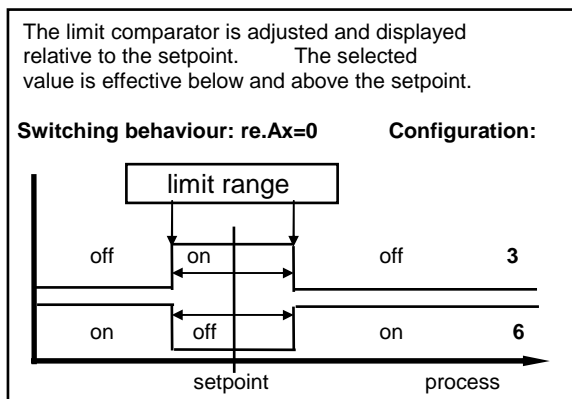 The limit comparator is adjusted and displayed
relative to the setpoint. The selected
value is effective below and above the setpoint.
Switching behaviour: re.Ax=0 Configuration:
limit range
off on off 3
on off on 6
setpoint process